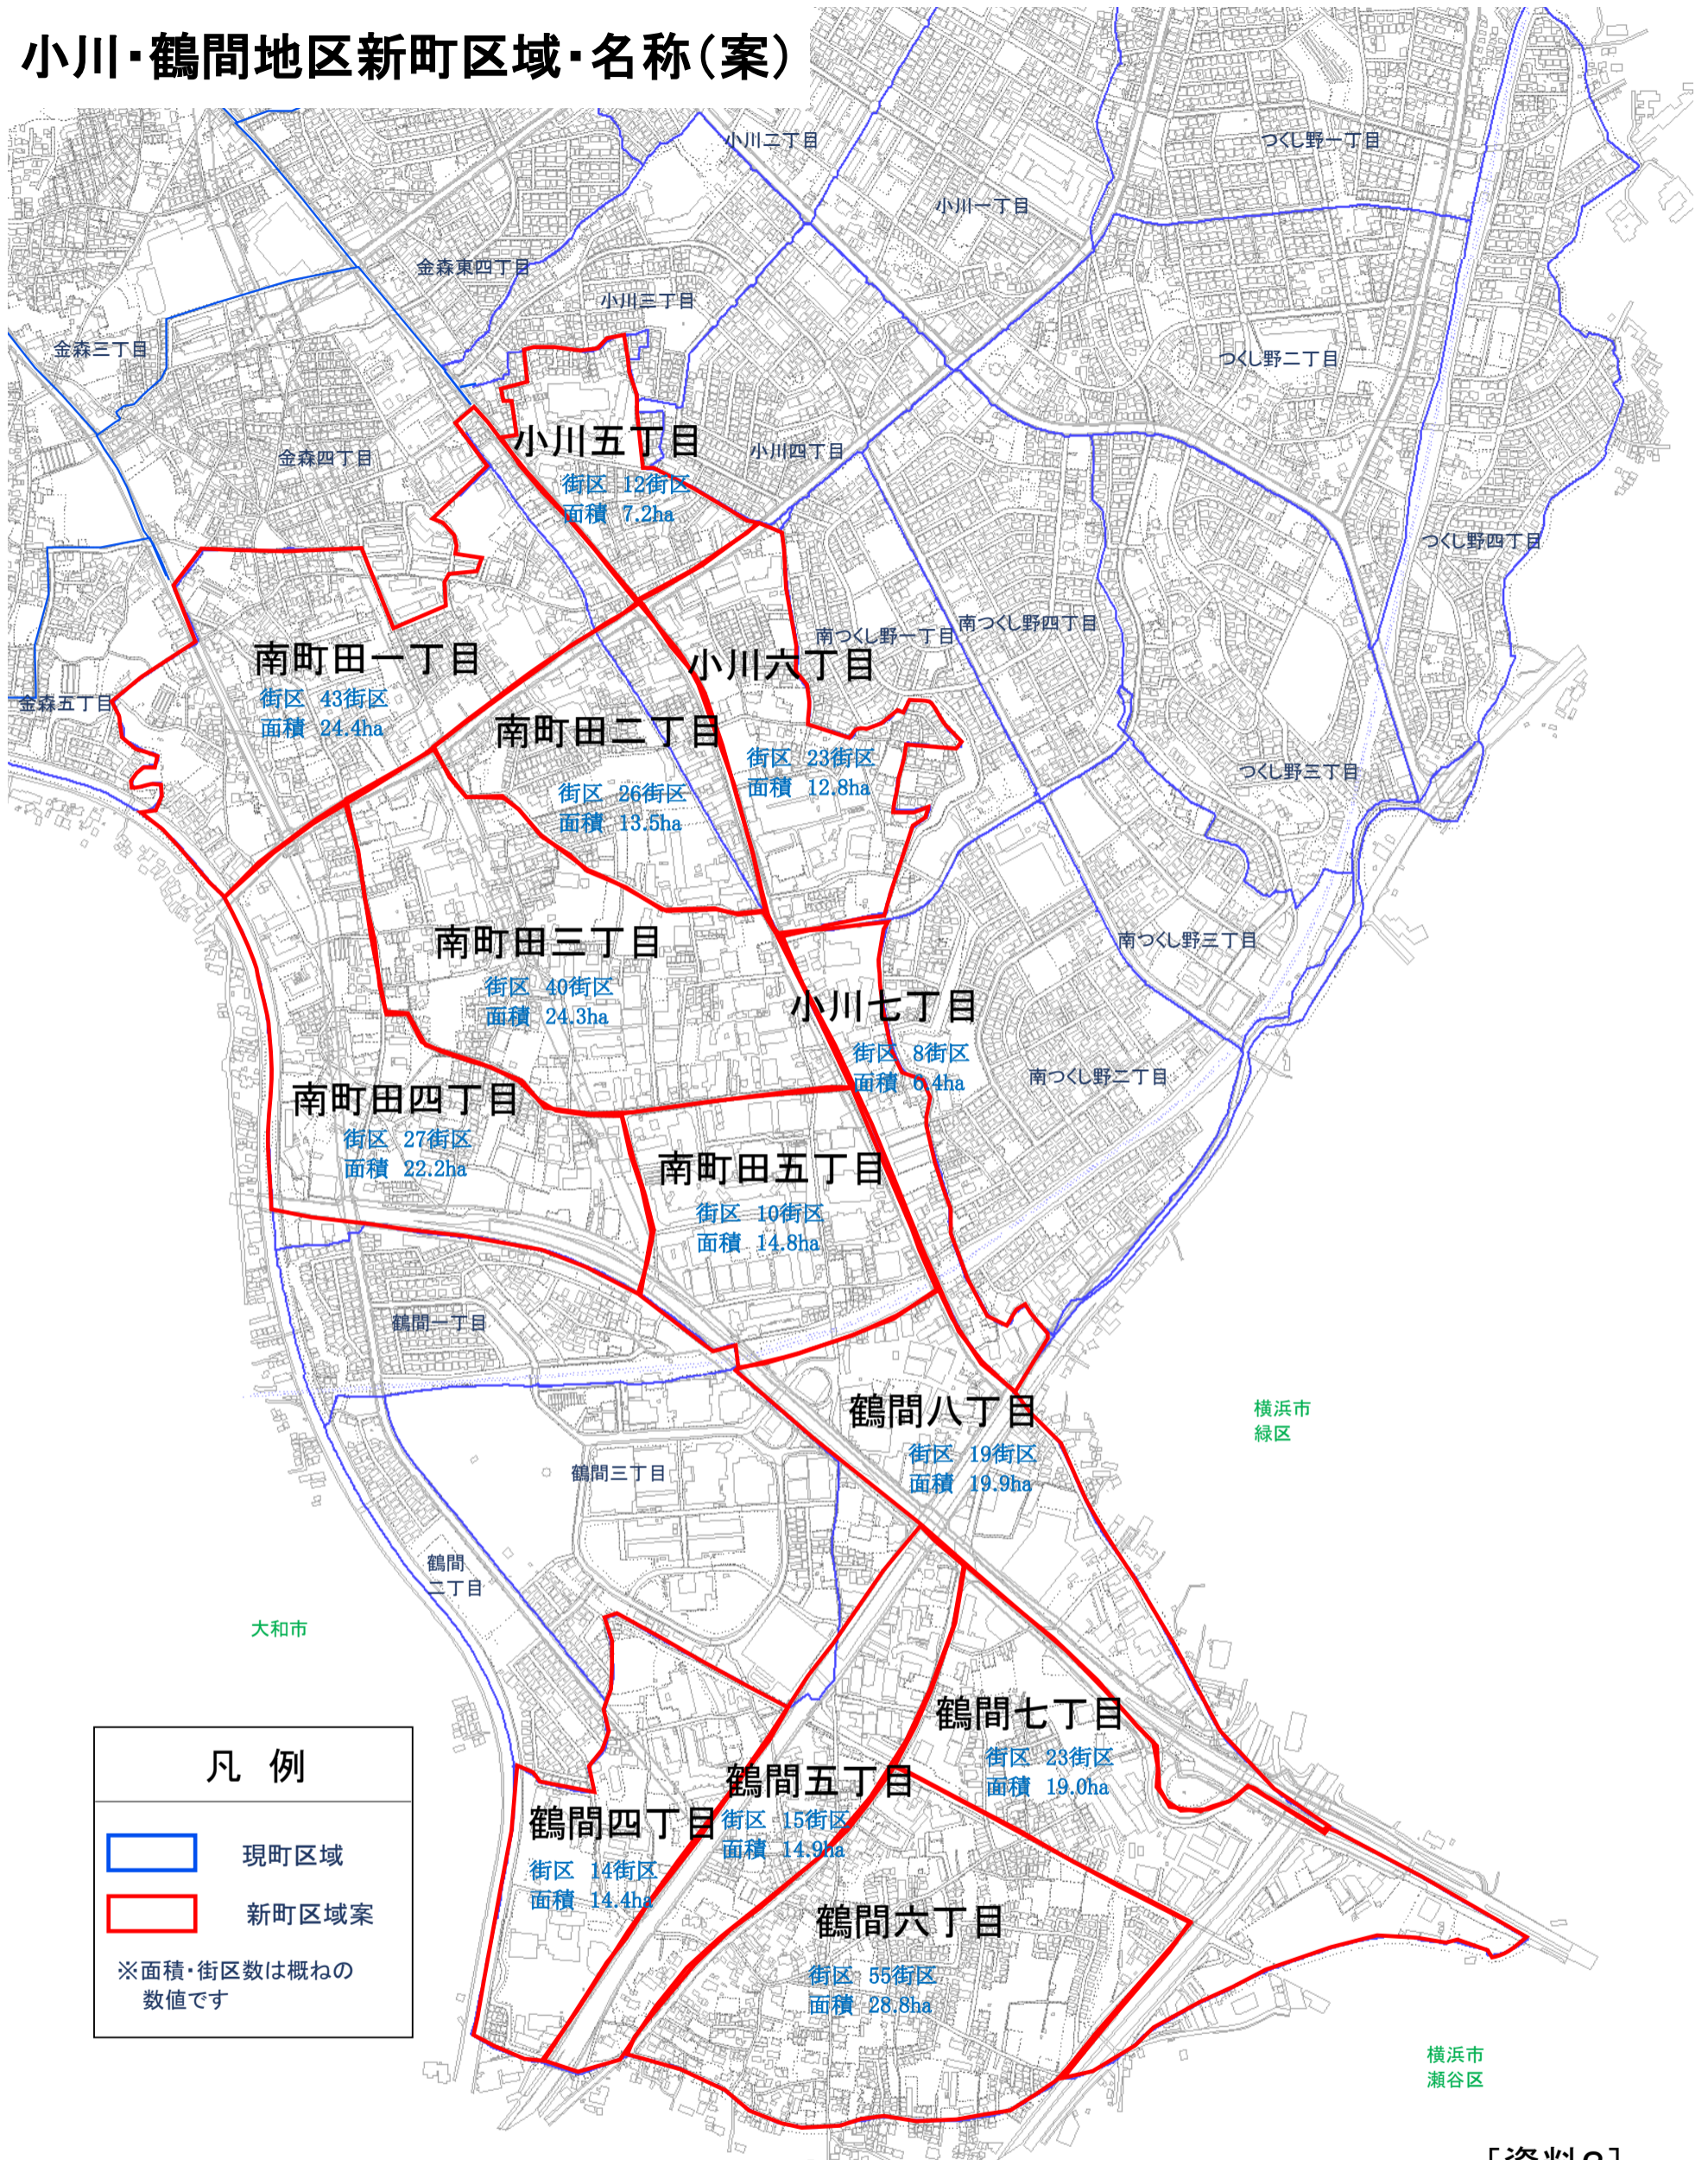 小川・鶴間地区新町区域・名称(案)
小川二丁目
つくし野一丁目
小川一丁目
金森東四丁目
小川三丁目
金森三丁目
つくし野二丁目
小川五丁目
街区 12街区
面積 7.2ha
小川四丁目
金森四丁目
つくし野四丁目
南つくし野四丁目
南つくし野一丁目
南町田一丁目
街区 43街区
面積 24.4ha
小川六丁目
街区 23街区
面積 12.8ha
金森五丁目
南町田二丁目
街区 26街区
面積 13.5ha
つくし野三丁目
南町田三丁目
街区 40街区
面積 24.3ha
南つくし野三丁目
小川七丁目
街区 8街区
面積 6.4ha
南つくし野二丁目
南町田四丁目
街区 27街区
面積 22.2ha
南町田五丁目
街区 10街区
面積 14.8ha
鶴間一丁目
鶴間八丁目
街区 19街区
面積 19.9ha
横浜市
緑区
鶴間三丁目
鶴間
二丁目
大和市
鶴間七丁目
街区 23街区
面積 19.0ha
鶴間五丁目
街区 15街区
面積 14.9ha
鶴間四丁目
街区 14街区
面積 14.4ha
鶴間六丁目
街区 55街区
面積 28.8ha
横浜市
瀬谷区
凡 例
現町区域
新町区域案
※面積・街区数は概ねの
数値です